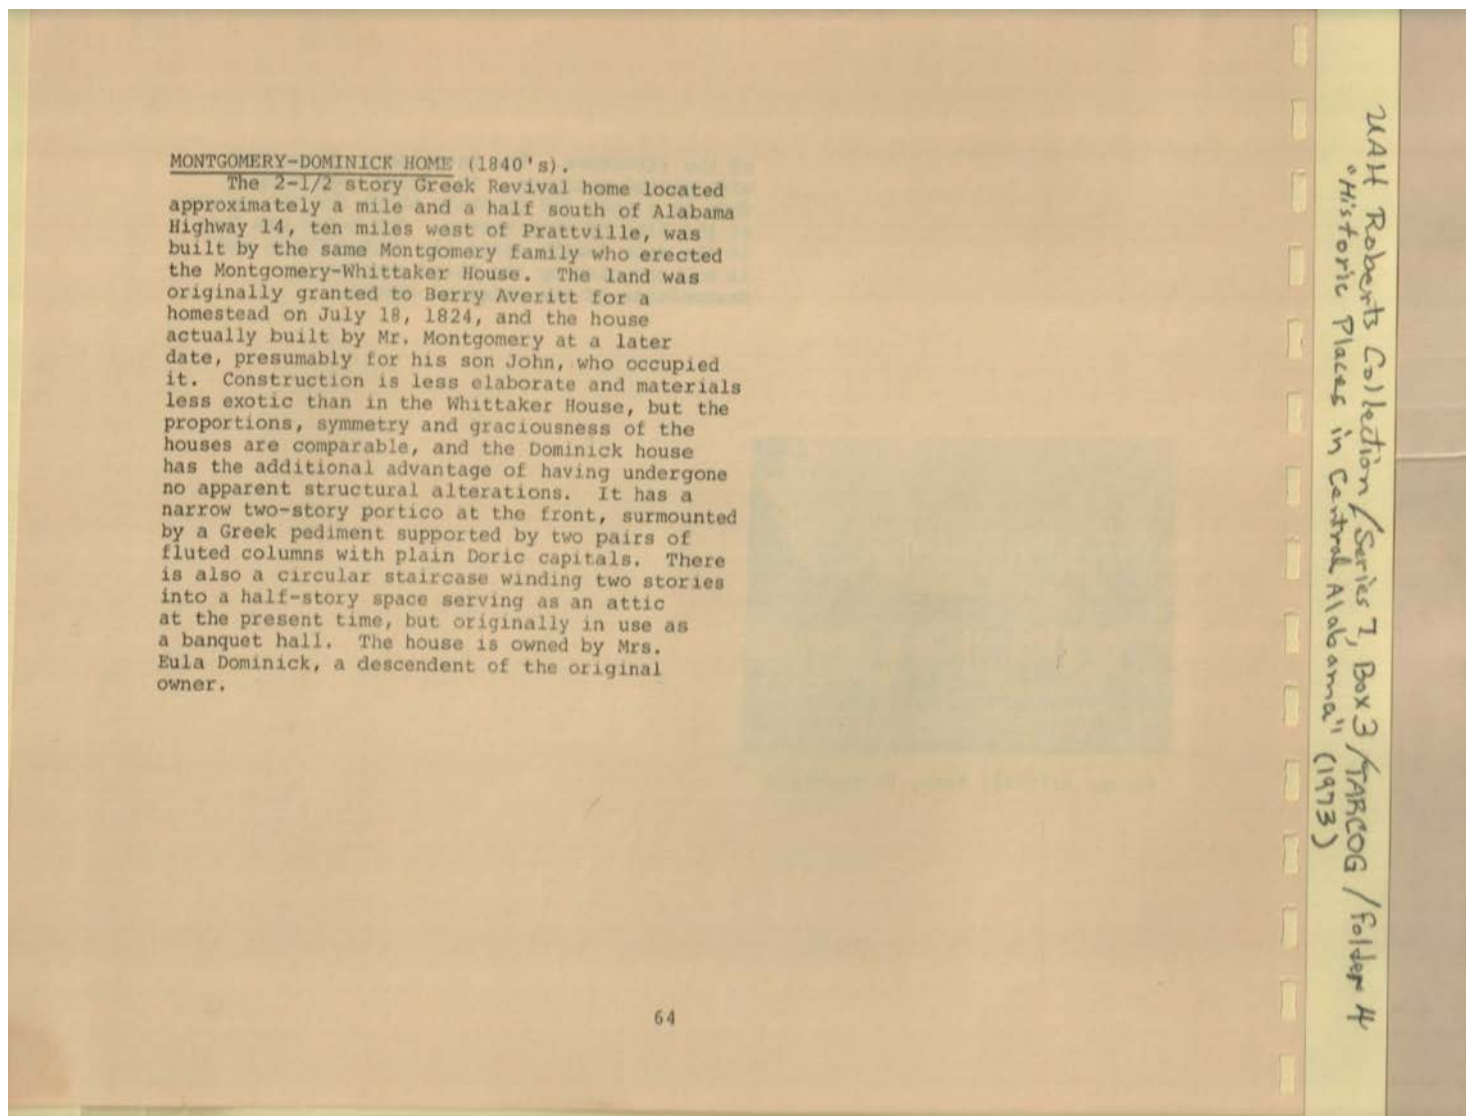 MONTGOMERY-DOMINICK HOME (1840's).
The 2-1/2 story Greek Revival home located
approximately a mile and a half south of Alabama
Highway 14, ten miles west of Prattville, was
built by the same Montgomery family who erected
the Montgomery-Whittaker House. The land was
originally granted to Berry Averitt for a
homestead on July 18, 1824, and the house
actually built by Mr. Montgomery at a later
date, presumably for his son John, who occupied
it. Construction is less elaborate and materials
less exotic than in the Whittaker House, but the
proportions, symmetry and graciousness of the
houses are comparable, and the Dominick house
has the additional advantage of having undergone
no apparent structural alterations. It has a
narrow two-story portico at the front, surmounted
by a Greek pediment supported by two pairs of
fluted columns with plain Doric capitals. There
is also a circular staircase winding two stories
into a half-story space serving as an attic
at the present time, but originally in use as
a banquet hall. The house is owned by Mrs.
Eula Dominick, a descendent of the original
owner.
64
UAH Roberts Collection/Series 7, Box 3/TARCOG/Folder 4
"Historic Places in Central Alabama" (1973)